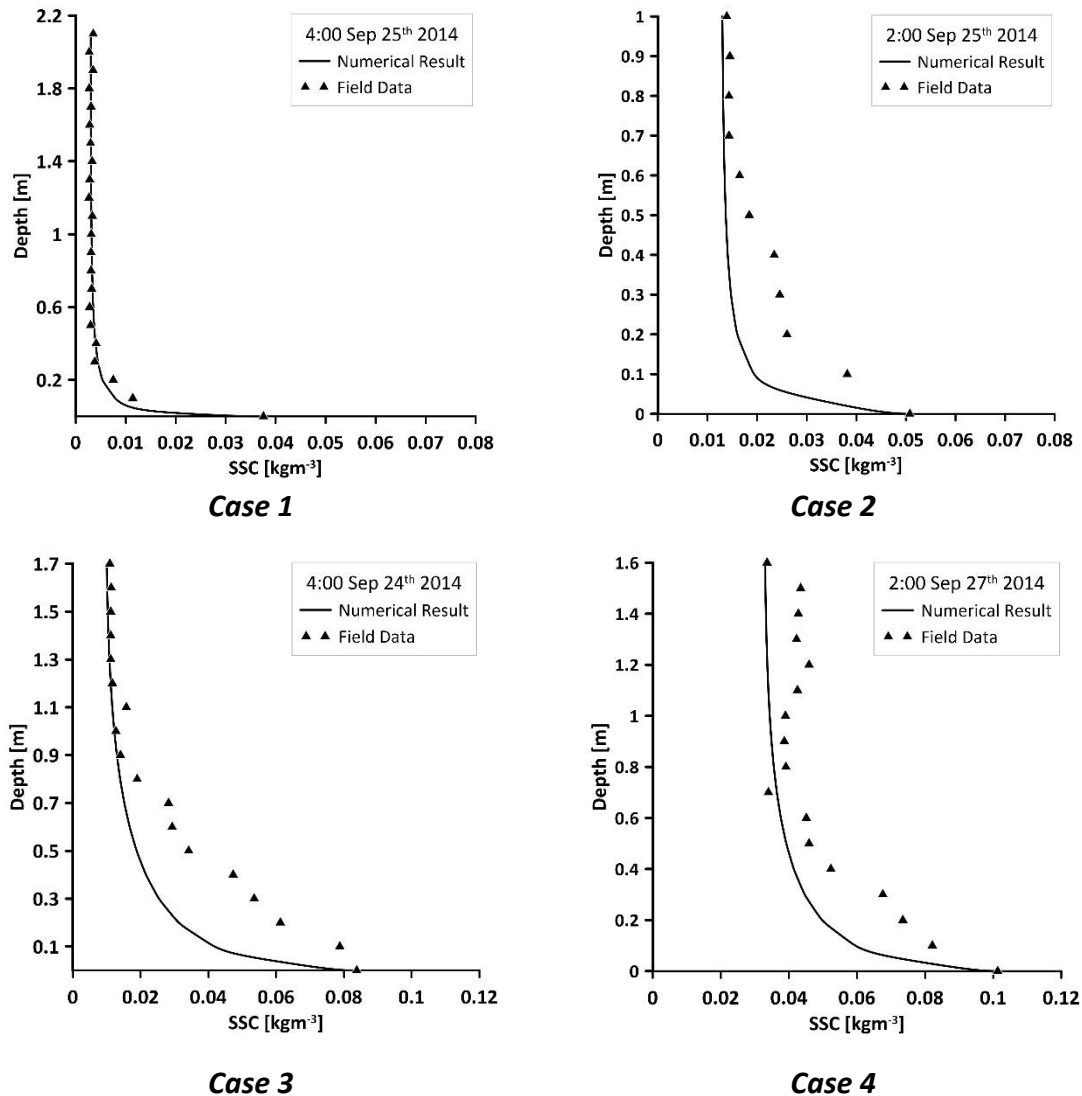 4:00 Sep 25th 2014
Numerical Result
Field Data
Depth [m]
2.2
1.8
1.4
1
0.6
0.2
0 0.01 0.02 0.03 0.04 0.05 0.06 0.07 0.08
SSC [kgm-3]
Case 1
2:00 Sep 25th 2014
Numerical Result
Field Data
Depth [m]
1
0.9
0.8
0.7
0.6
0.5
0.4
0.3
0.2
0.1
0
0 0.01 0.02 0.03 0.04 0.05 0.06 0.07 0.08
SSC [kgm-3]
Case 2
4:00 Sep 24th 2014
Numerical Result
Field Data
Depth [m]
1.7
1.5
1.3
1.1
0.9
0.7
0.5
0.3
0.1
0 0.02 0.04 0.06 0.08 0.1 0.12
SSC [kgm-3]
Case 3
2:00 Sep 27th 2014
Numerical Result
Field Data
Depth [m]
1.6
1.4
1.2
1
0.8
0.6
0.4
0.2
0
0 0.02 0.04 0.06 0.08 0.1 0.12
SSC [kgm-3]
Case 4